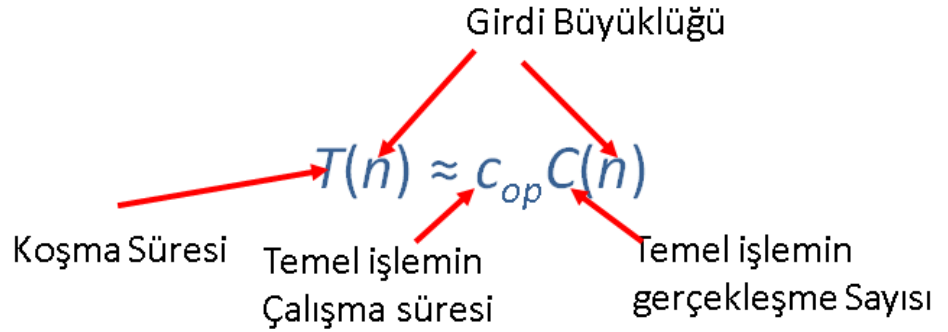 Girdi Büyüklüğü
T(n) ≈ c_op C(n)
Koşma Süresi
Temel işlemin
Çalışma süresi
Temel işlemin
gerçekleşme Sayısı